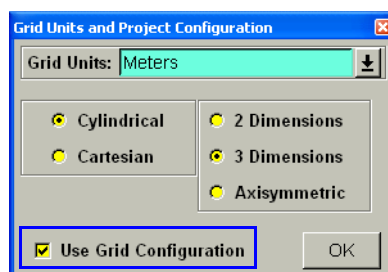 Grid Units and Project Configuration
Grid Units: Meters
Cylindrical
Cartesian
2 Dimensions
3 Dimensions
Axisymmetric
Use Grid Configuration
OK